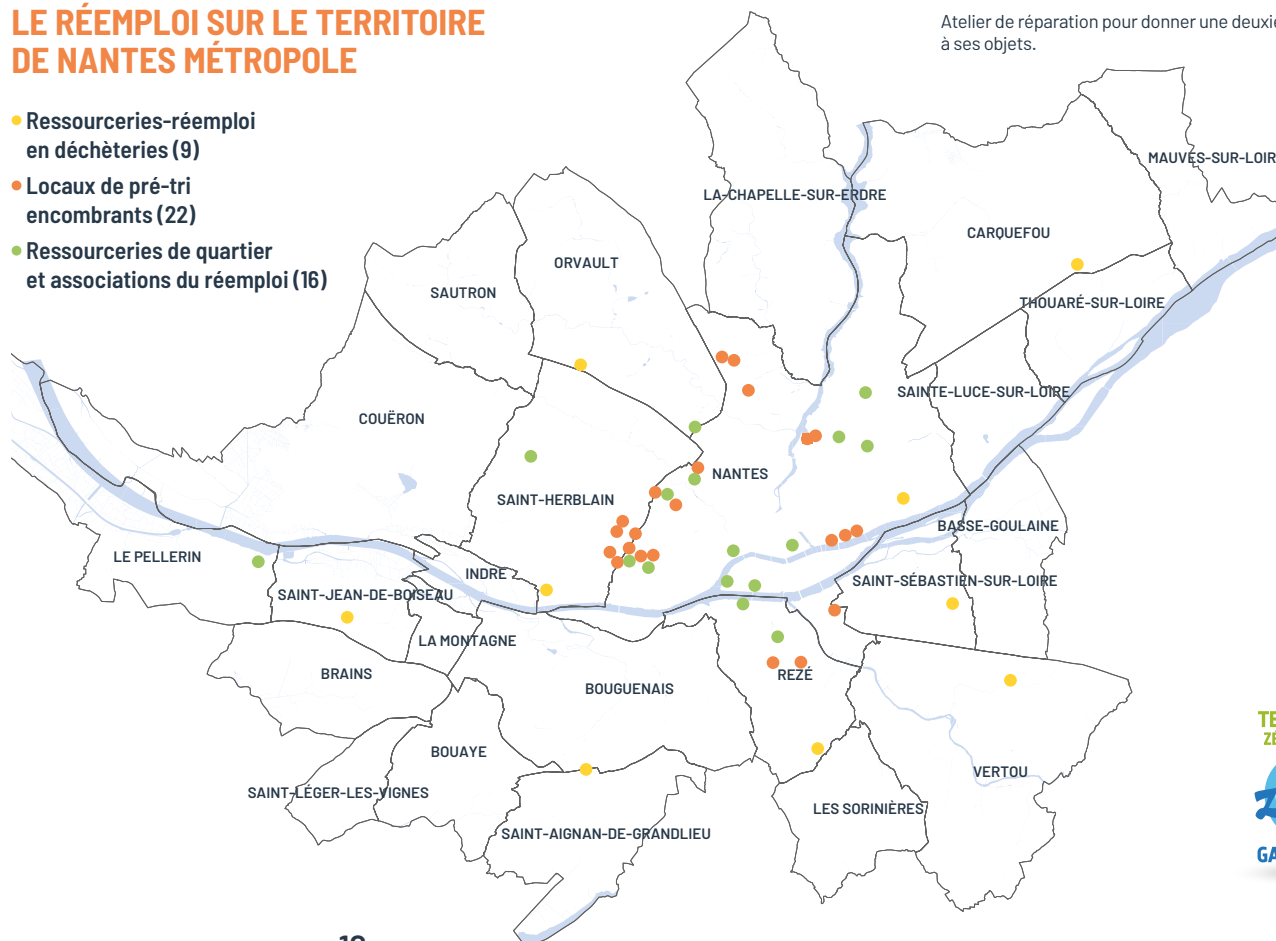 LE RÉEMPLOI SUR LE TERRITOIRE
DE NANTES MÉTROPOLE
Atelier de réparation pour donner une
à ses objets.
Ressourceries-réemploi
en déchèteries (9)
Locaux de pré-tri
encombrants (22)
Ressourceries de quartier
et associations du réemploi (16)
MAUVES-SUR-LOIR
LA-CHAPELLE-SUR-ERDRE
CARQUEFOU
ORVAULT
SAUTRON
THOUARÉ-SUR-LOIRE
SAINTE-LUCE-SUR-LOIRE
COUËRON
NANTES
SAINT-HERBLAIN
BASSE-GOULAINE
LE PELLERIN
INDRE
SAINT-SÉBASTIEN-SUR-LOIRE
SAINT-JEAN-DE-BOISEAU
LA MONTAGNE
BRAINS
REZÉ
BOUGUENAIS
BOUAYE
VERTOU
SAINT-LÉGER-LES-VIGNES
LES SORINIÈRES
SAINT-AIGNAN-DE-GRANDLIEU